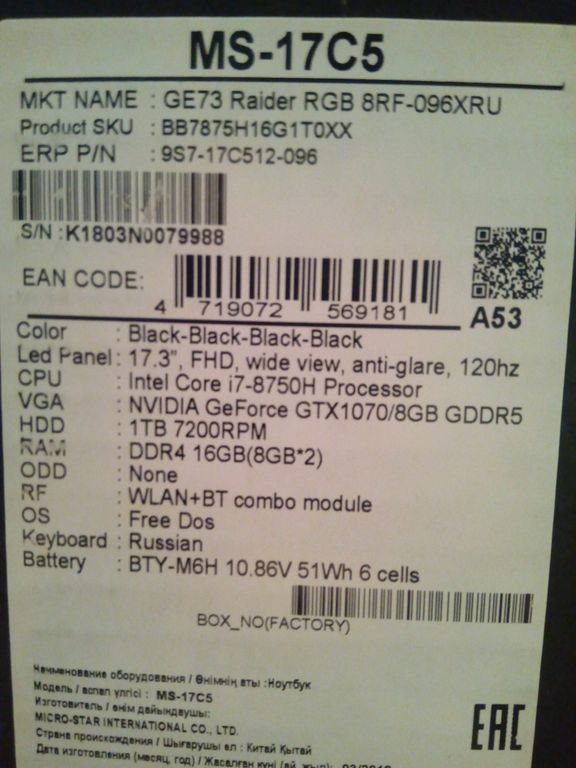 MS-17C5
MKT NAME : GE73 Raider RGB 8RF-096XRU
Product SKU : BB7875H16G1T0XX
ERP P/N : 9S7-17C512-096
S/N :K1803N0079988
EAN CODE:
4 719072 569181
A53
Color : Black-Black-Black-Black
Led Panel : 17.3", FHD, wide view, anti-glare, 120hz
CPU : Intel Core i7-8750H Processor
VGA : NVIDIA GeForce GTX1070/8GB GDDR5
HDD : 1TB 7200RPM
RAM : DDR4 16GB(8GB*2)
ODD : None
RF : WLAN+BT combo module
OS : Free Dos
Keyboard : Russian
Battery : BTY-M6H 10.86V 51Wh 6 cells
BOX_NO(FACTORY)
Наименование оборудования / Өнімнің аты :Ноутбук
Модель / аспап үлгісі : MS-17C5
Изготовитель / өнім дайындаушы:
MICRO-STAR INTERNATIONAL CO., LTD.
Страна происхождения / Шығарушы ел : Китай Қытай
Дата изготовления (месяц, год) / Жасалған күні (ай, жыл):
EAC